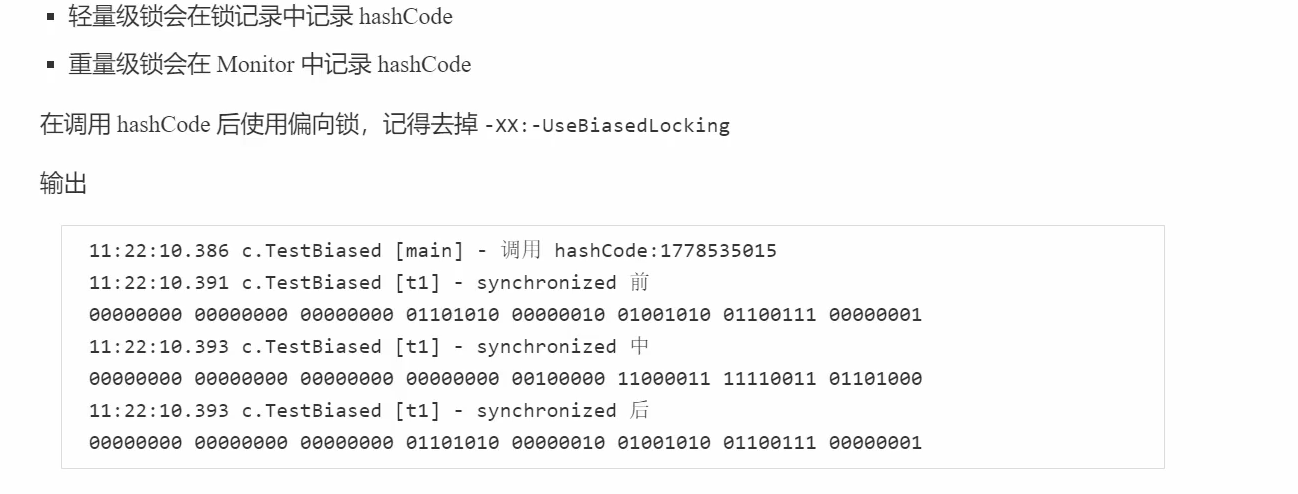 ▪ 轻量级锁会在锁记录中记录 hashCode
▪ 重量级锁会在 Monitor 中记录 hashCode
在调用 hashCode 后使用偏向锁，记得去掉 -XX:-UseBiasedLocking
输出
11:22:10.386 c.TestBiased [main] - 调用 hashCode:1778535015
11:22:10.391 c.TestBiased [t1] - synchronized 前
00000000 00000000 00000000 01101010 00000010 01001010 01100111 00000001
11:22:10.393 c.TestBiased [t1] - synchronized 中
00000000 00000000 00000000 00000000 00100000 11000011 11110011 01101000
11:22:10.393 c.TestBiased [t1] - synchronized 后
00000000 00000000 00000000 01101010 00000010 01001010 01100111 00000001